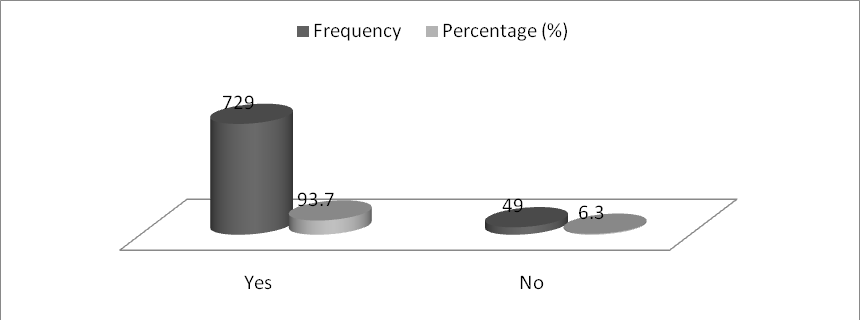 Frequency Percentage (%)
729
93.7
49
6.3
Yes No